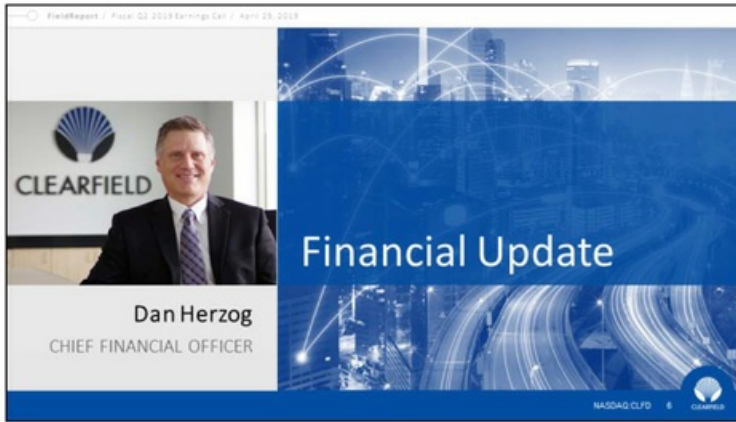 FieldReport / Fiscal Q2 2019 Earnings Call / April 25, 2019
CLEARFIELD
Financial Update
Dan Herzog
CHIEF FINANCIAL OFFICER
NASDAQ:CLFD 6
CLEARFIELD